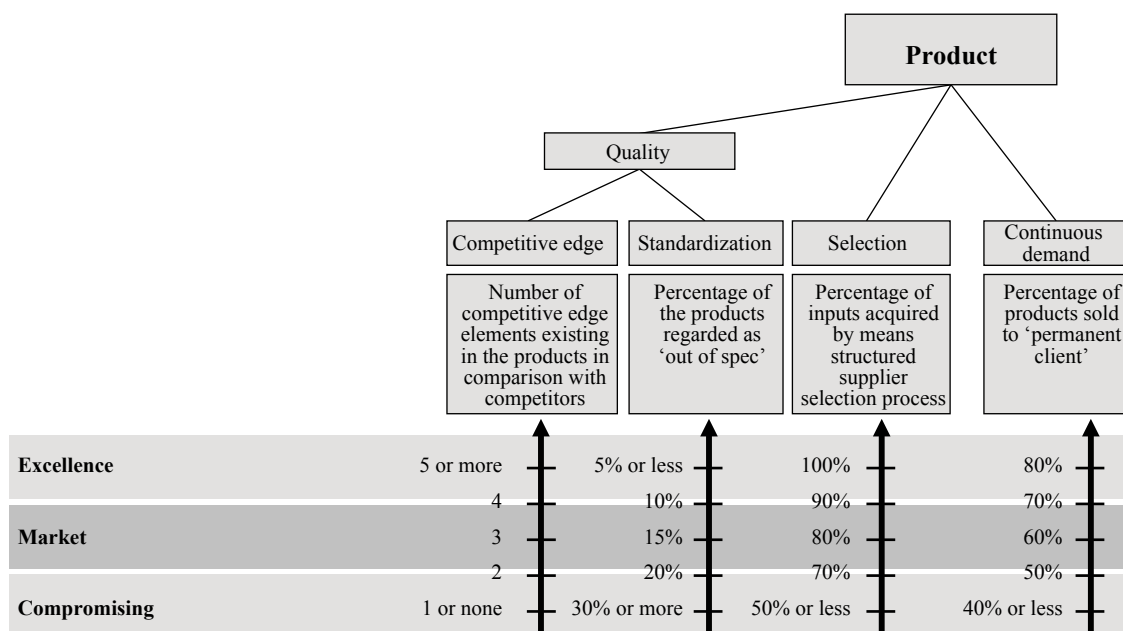 Product
Quality
Competitive edge
Standardization
Selection
Continuous
demand
Number of
competitive edge
elements existing
in the products in
comparison with
competitors
Percentage of
the products
regarded as
‘out of spec’
Percentage of
inputs acquired
by means
structured
supplier
selection process
Percentage of
products sold
to ‘permanent
client’
Excellence 5 or more 5% or less 100% 80%
4 10% 90% 70%
Market 3 15% 80% 60%
2 20% 70% 50%
Compromising 1 or none 30% or more 50% or less 40% or less